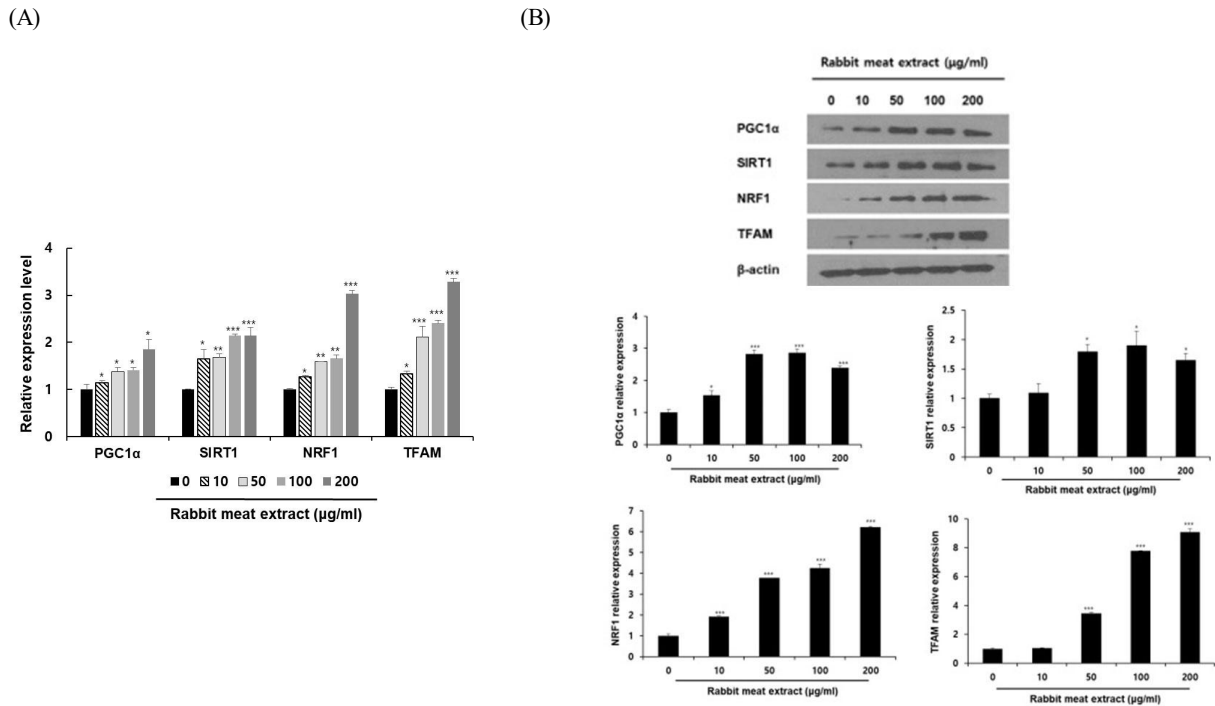 (A)
(B)
Rabbit meat extract (µg/ml)
0 10 50 100 200
PGC1α
SIRT1
NRF1
TFAM
β-actin
Relative expression level
4
3
2
1
0
* * * *
* ** *** ***
* ** ** ***
* *** *** ***
PGC1α SIRT1 NRF1 TFAM
0 10 50 100 200
Rabbit meat extract (µg/ml)
PGC1α relative expression
4
3
2
1
0
* *** *** ***
0 10 50 100 200
Rabbit meat extract (µg/ml)
SIRT1 relative expression
2.5
2
1.5
1
0.5
0
* * *
0 10 50 100 200
Rabbit meat extract (µg/ml)
NRF1 relative expression
7
6
5
4
3
2
1
0
*** *** *** ***
0 10 50 100 200
Rabbit meat extract (µg/ml)
TFAM relative expression
10
8
6
4
2
0
*** *** ***
0 10 50 100 200
Rabbit meat extract (µg/ml)